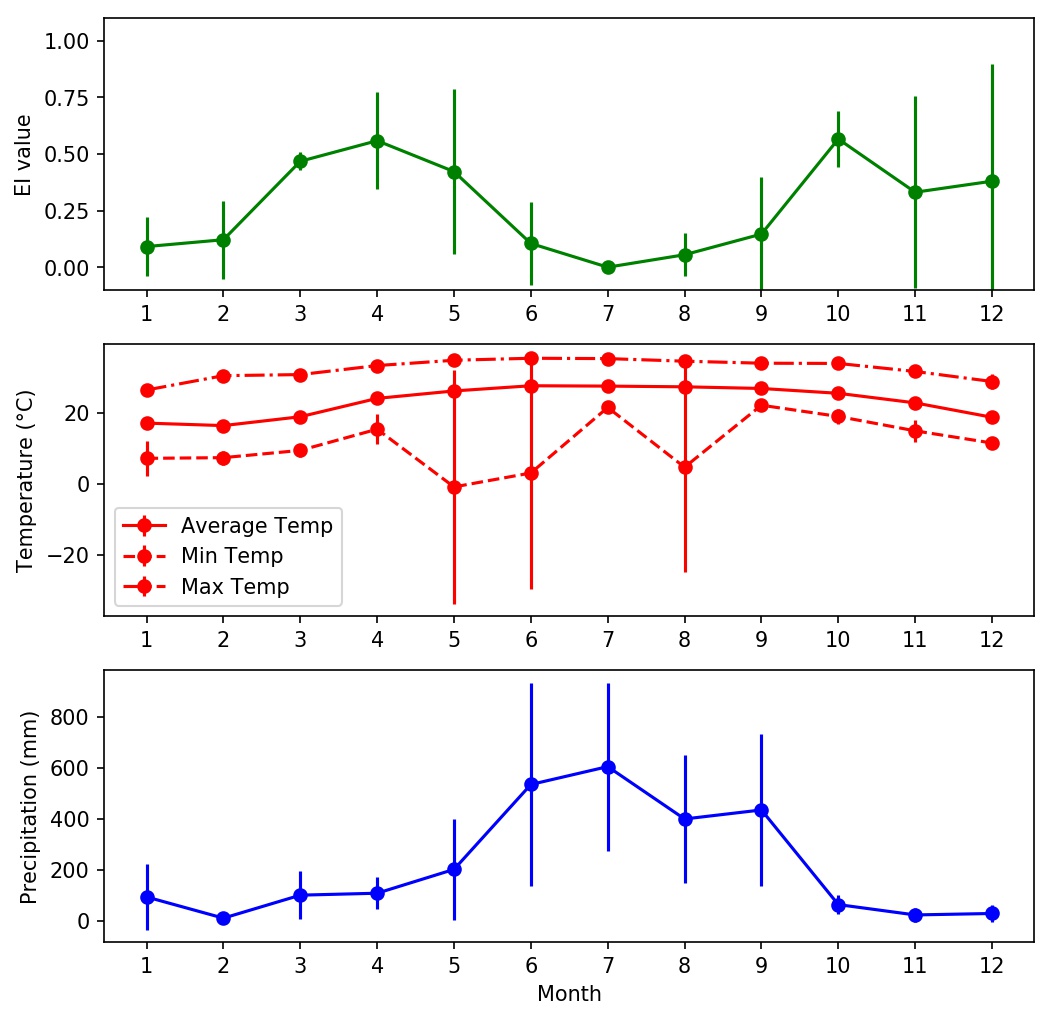 EI value
1.00
0.75
0.50
0.25
0.00
1 2 3 4 5 6 7 8 9 10 11 12
Temperature (°C)
20
0
−20
Average Temp
Min Temp
Max Temp
1 2 3 4 5 6 7 8 9 10 11 12
Precipitation (mm)
800
600
400
200
0
1 2 3 4 5 6 7 8 9 10 11 12
Month